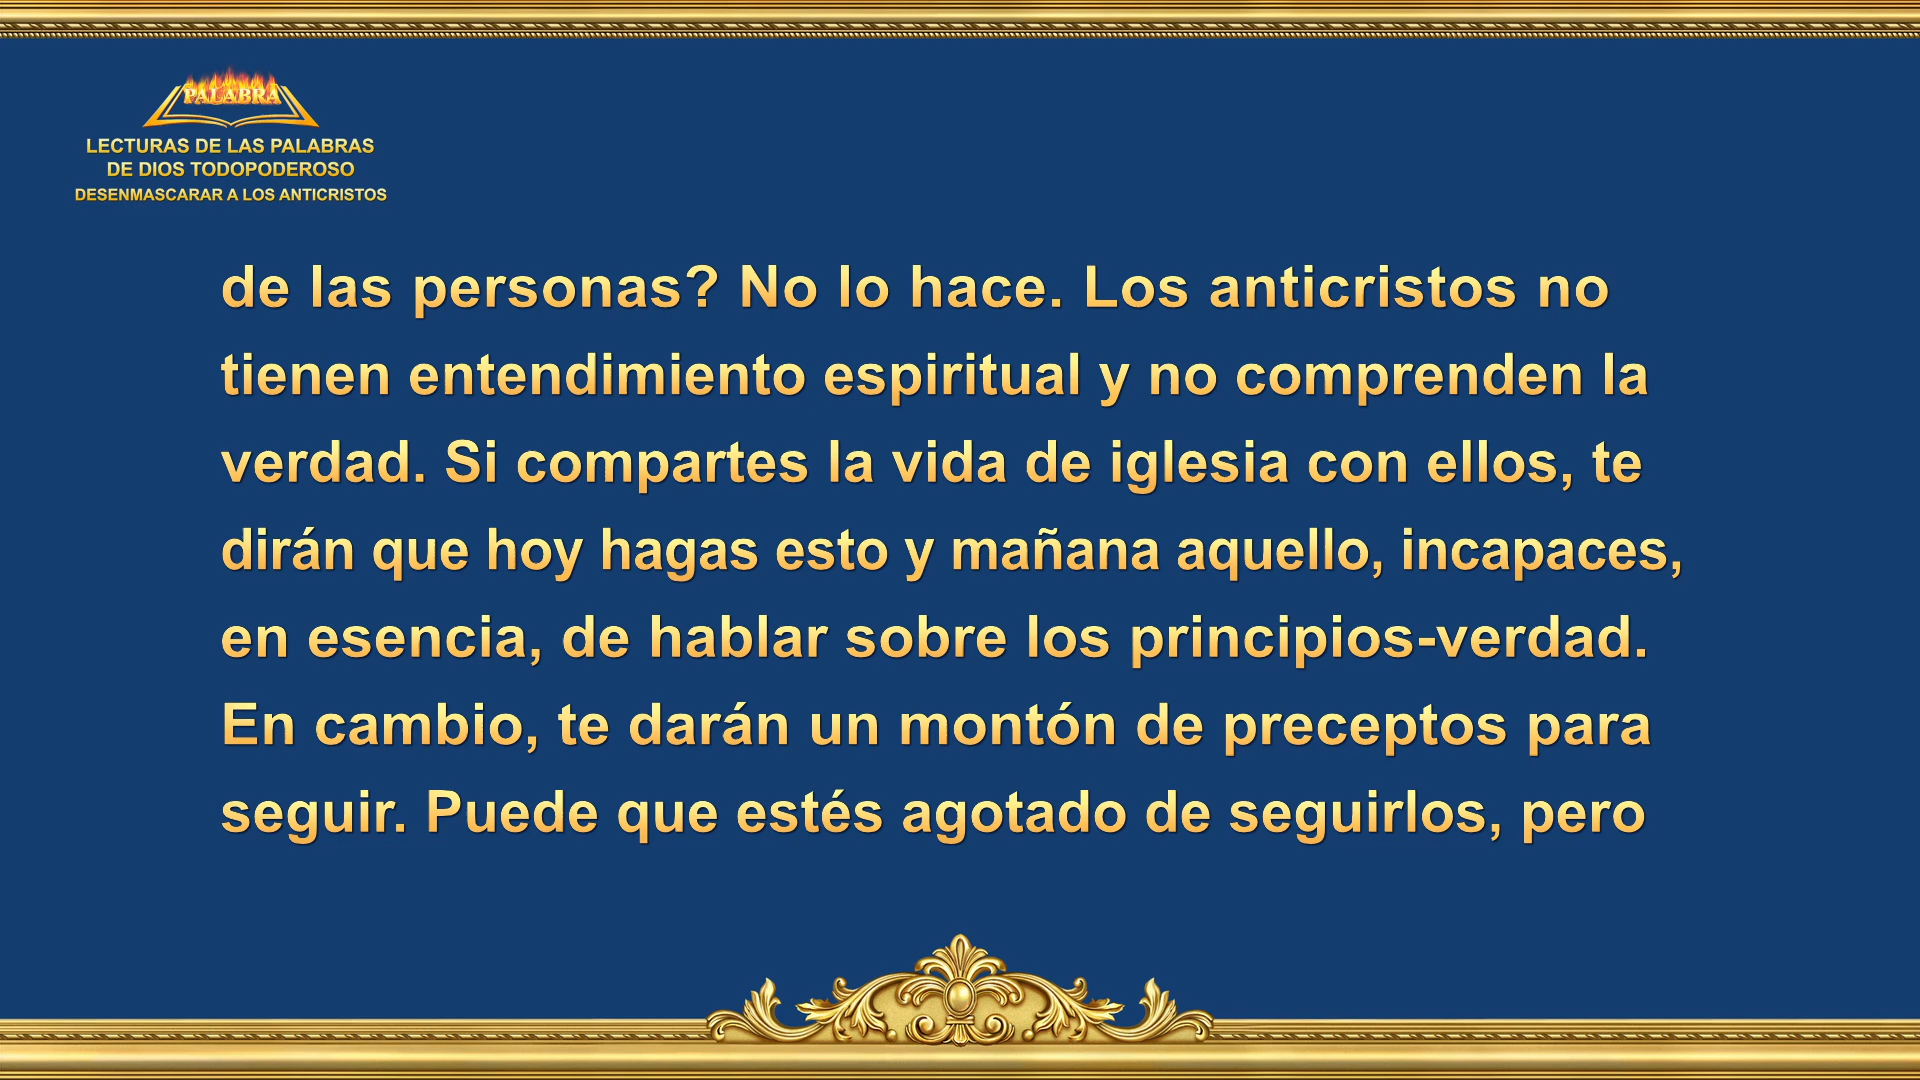 PALABRA
LECTURAS DE LAS PALABRAS
DE DIOS TODOPODEROSO
DESENMASCARAR A LOS ANTICRISTOS
de las personas? No lo hace. Los anticristos no
tienen entendimiento espiritual y no comprenden la
verdad. Si compartes la vida de iglesia con ellos, te
dirán que hoy hagas esto y mañana aquello, incapaces,
en esencia, de hablar sobre los principios-verdad.
En cambio, te darán un montón de preceptos para
seguir. Puede que estés agotado de seguirlos, pero